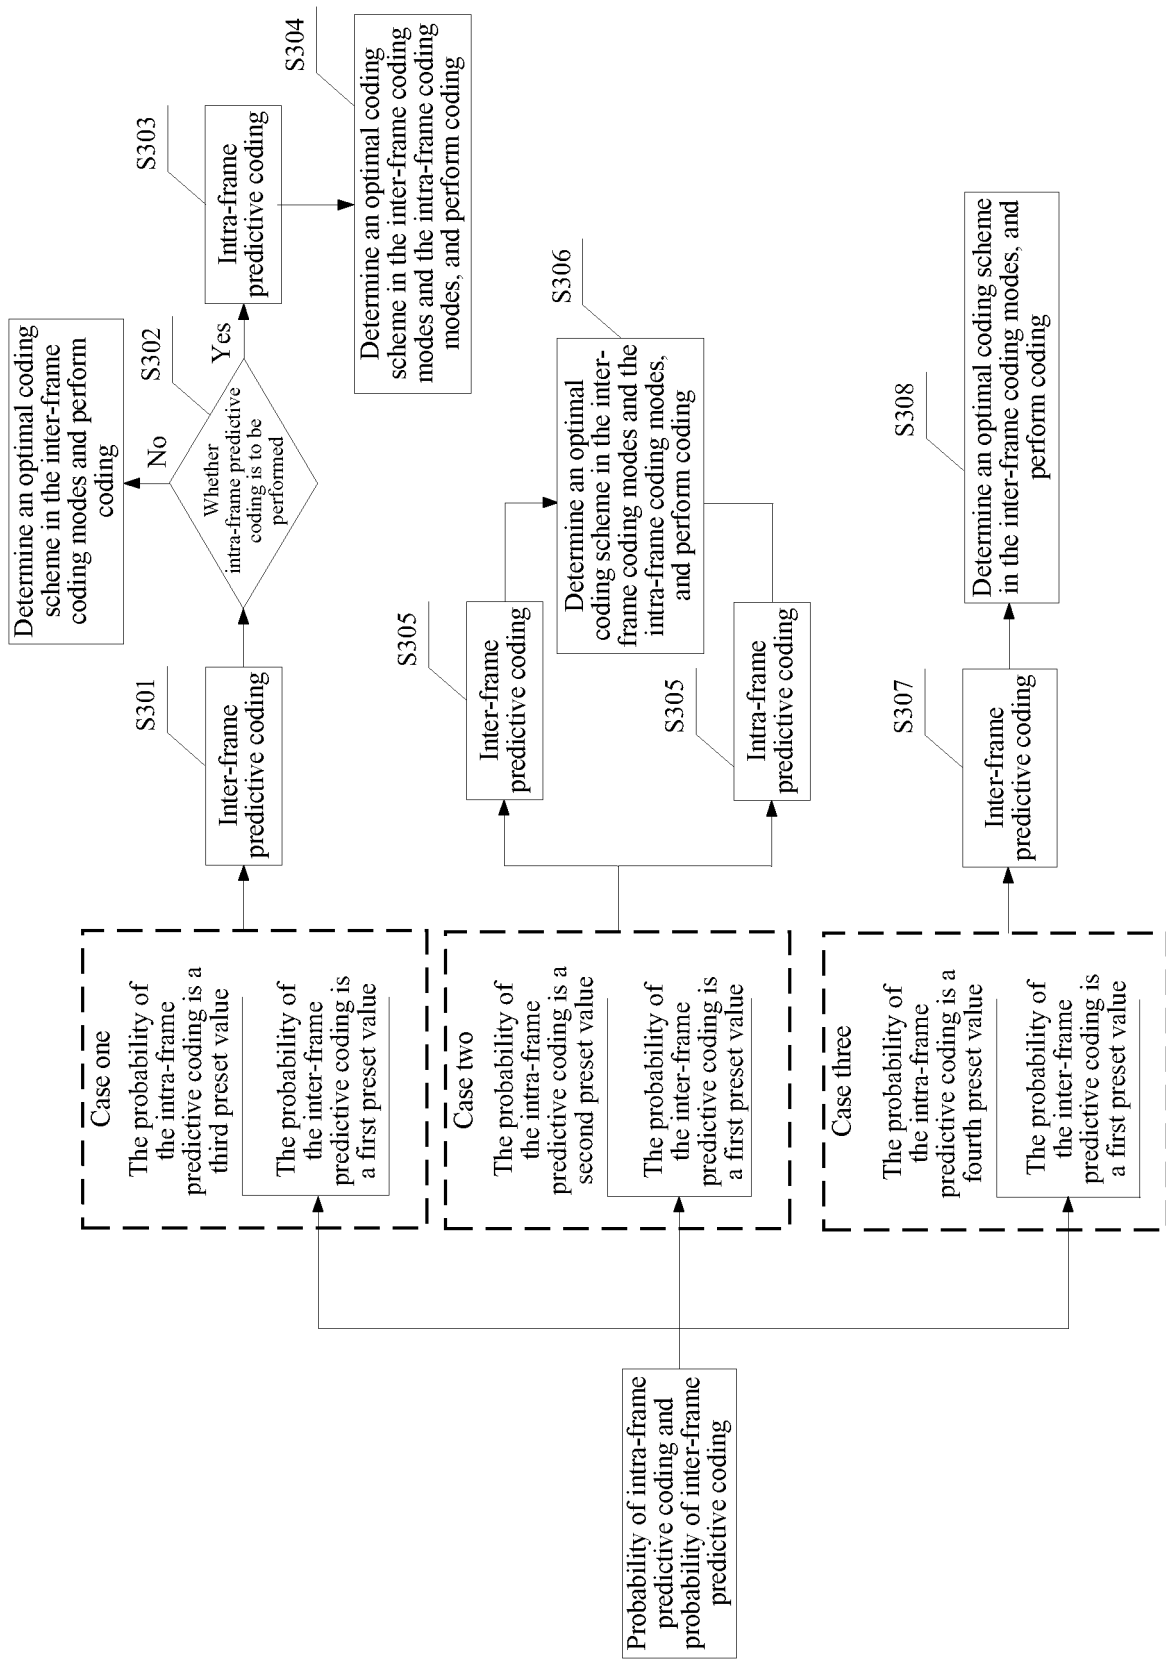 Probability of intra-frame
predictive coding and
probability of inter-frame
predictive coding
Case one
The probability of
the intra-frame
predictive coding is a
third preset value
The probability of
the inter-frame
predictive coding is
a first preset value
S301
Inter-frame
predictive coding
S302
Whether
intra-frame predictive
coding is to be
performed
No
Determine an optimal coding
scheme in the inter-frame
coding modes and perform
coding
Yes
S303
Intra-frame
predictive coding
S304
Determine an optimal coding
scheme in the inter-frame coding
modes and the intra-frame coding
modes, and perform coding
Case two
The probability of
the intra-frame
predictive coding is a
second preset value
The probability of
the inter-frame
predictive coding is
a first preset value
S305
Inter-frame
predictive coding
S305
Intra-frame
predictive coding
S306
Determine an optimal
coding scheme in the inter-
frame coding modes and the
intra-frame coding modes,
and perform coding
Case three
The probability of
the intra-frame
predictive coding is a
fourth preset value
The probability of
the inter-frame
predictive coding is
a first preset value
S307
Inter-frame
predictive coding
S308
Determine an optimal coding scheme
in the inter-frame coding modes, and
perform coding